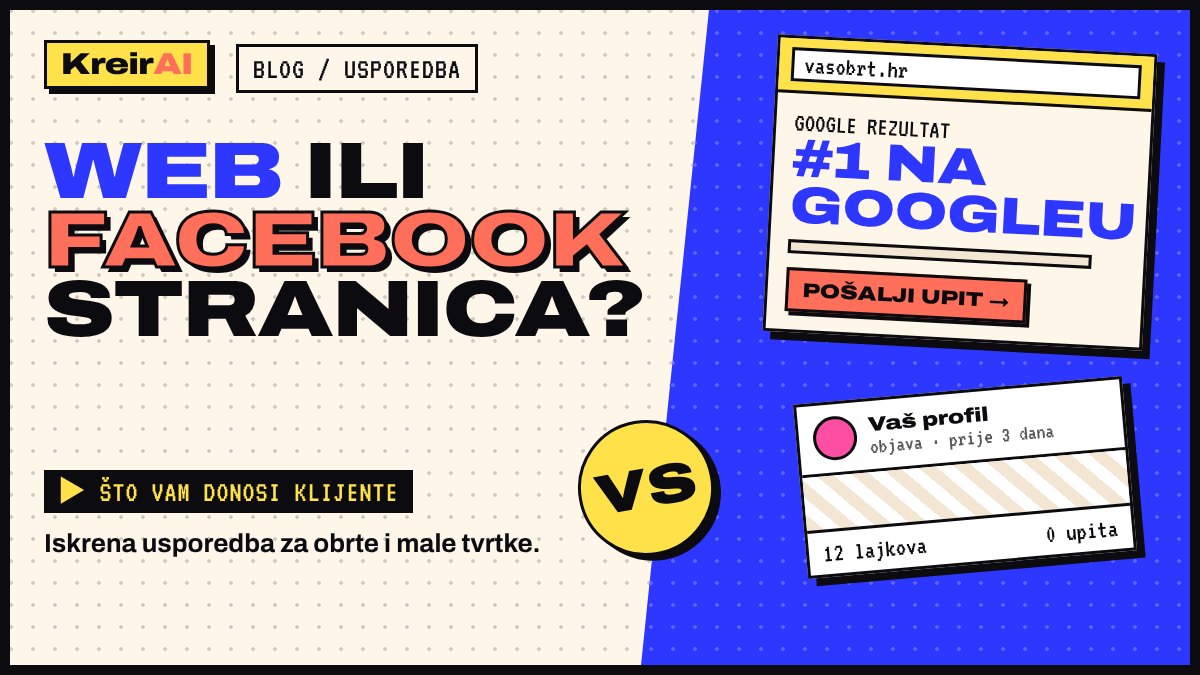 KreirAI
BLOG / USPOREDBA
WEB ILI
FACEBOOK
STRANICA?
ŠTO VAM DONOSI KLIJENTE
Iskrena usporedba za obrte i male tvrtke.
VS
vasobrt.hr
GOOGLE REZULTAT
#1 NA
GOOGLEU
POŠALJI UPIT →
Vaš profil
objava · prije 3 dana
12 lajkova
0 upita